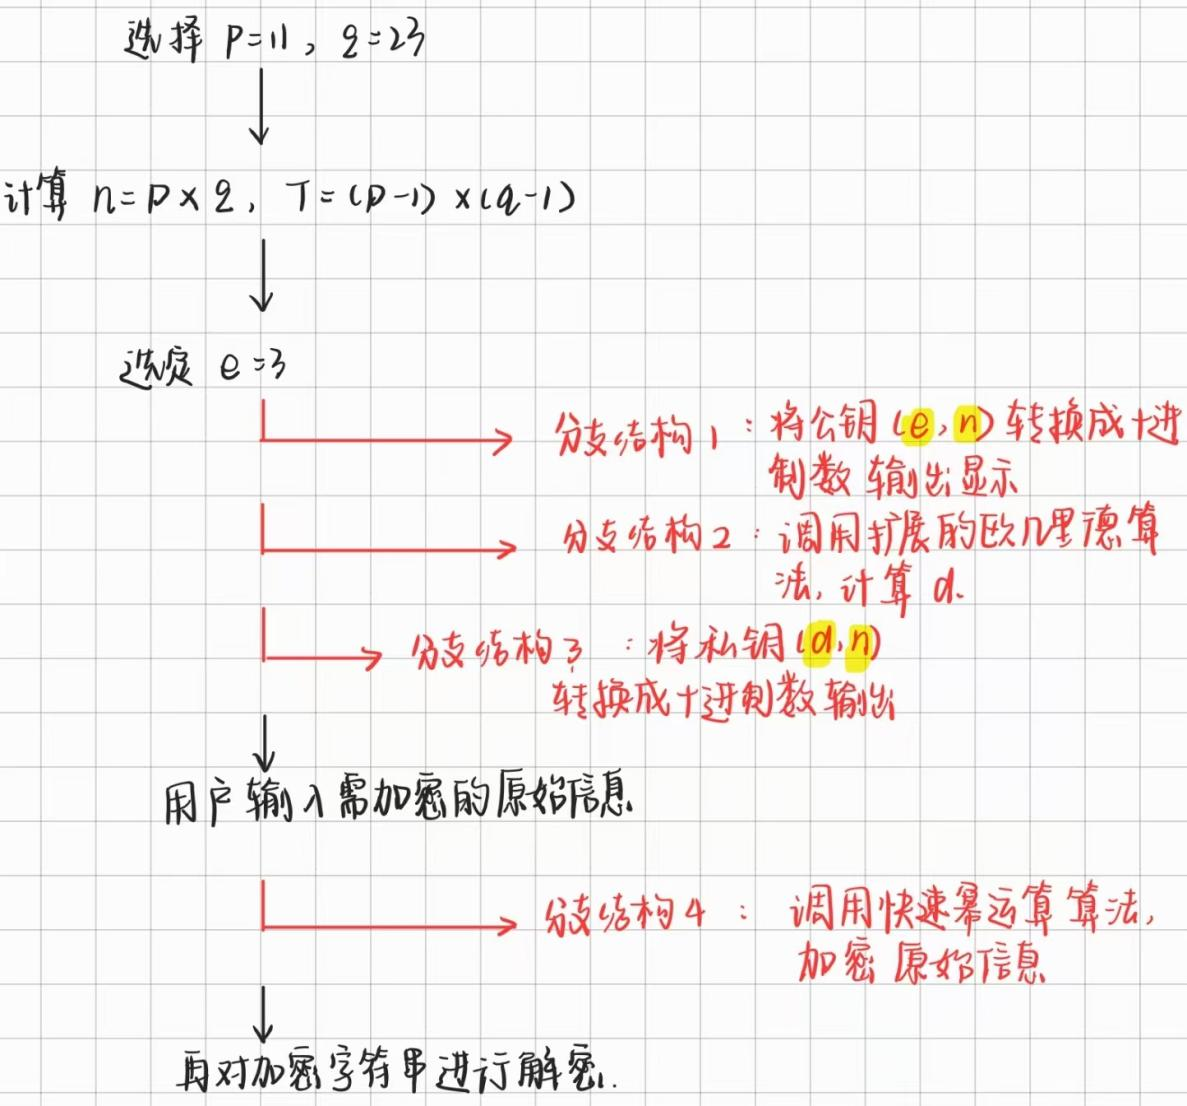 选择 p=11，q=23
计算 n=p×q，T=(p-1)×(q-1)
选定 e=3
分支结构1：将公钥(e,n)转换成十进
制数 输出显示
分支结构2：调用扩展的欧几里德算
法，计算 d.
分支结构3：将私钥(d,n)
转换成十进制数输出
用户输入需加密的原始信息
分支结构4：调用快速幂运算算法，
加密 原始信息
再对加密字符串进行解密.